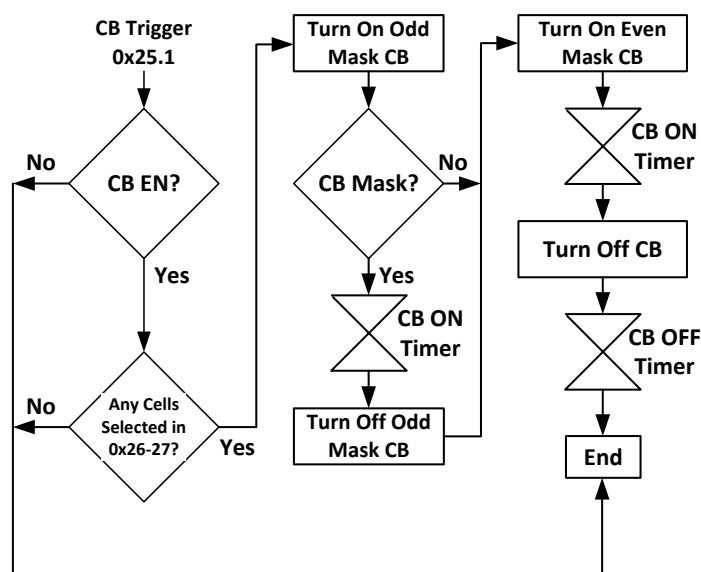 CB Trigger
0x25.1
CB EN?
No
Yes
Any Cells
Selected in
0x26-27?
No
Yes
Turn On Odd
Mask CB
CB Mask?
No
Yes
CB ON
Timer
Turn Off Odd
Mask CB
Turn On Even
Mask CB
CB ON
Timer
Turn Off CB
CB OFF
Timer
End